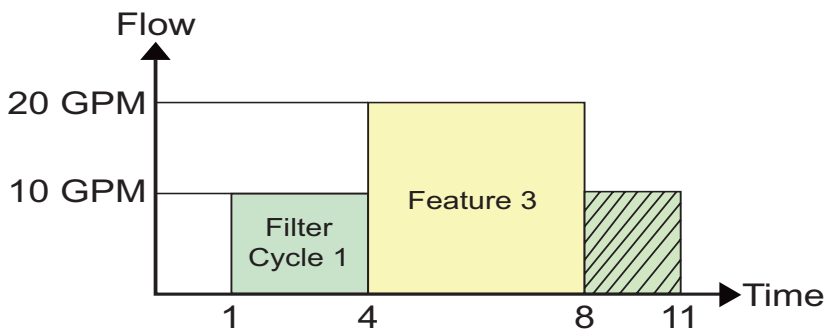 Flow
20 GPM
10 GPM
Filter
Cycle 1
Feature 3
Time
1
4
8
11